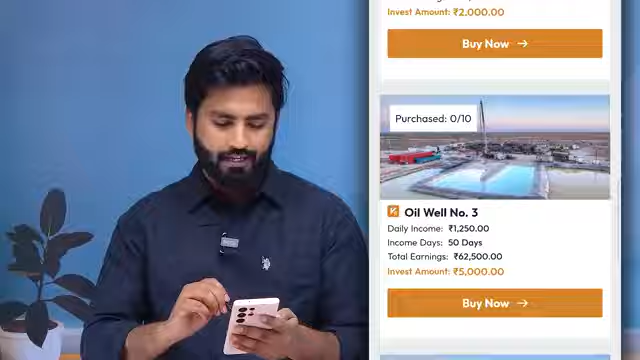 Invest Amount: ₹2,000.00
Buy Now →
Purchased: 0/10
Oil Well No. 3
Daily Income: ₹1,250.00
Income Days: 50 Days
Total Earnings: ₹62,500.00
Invest Amount: ₹5,000.00
Buy Now →